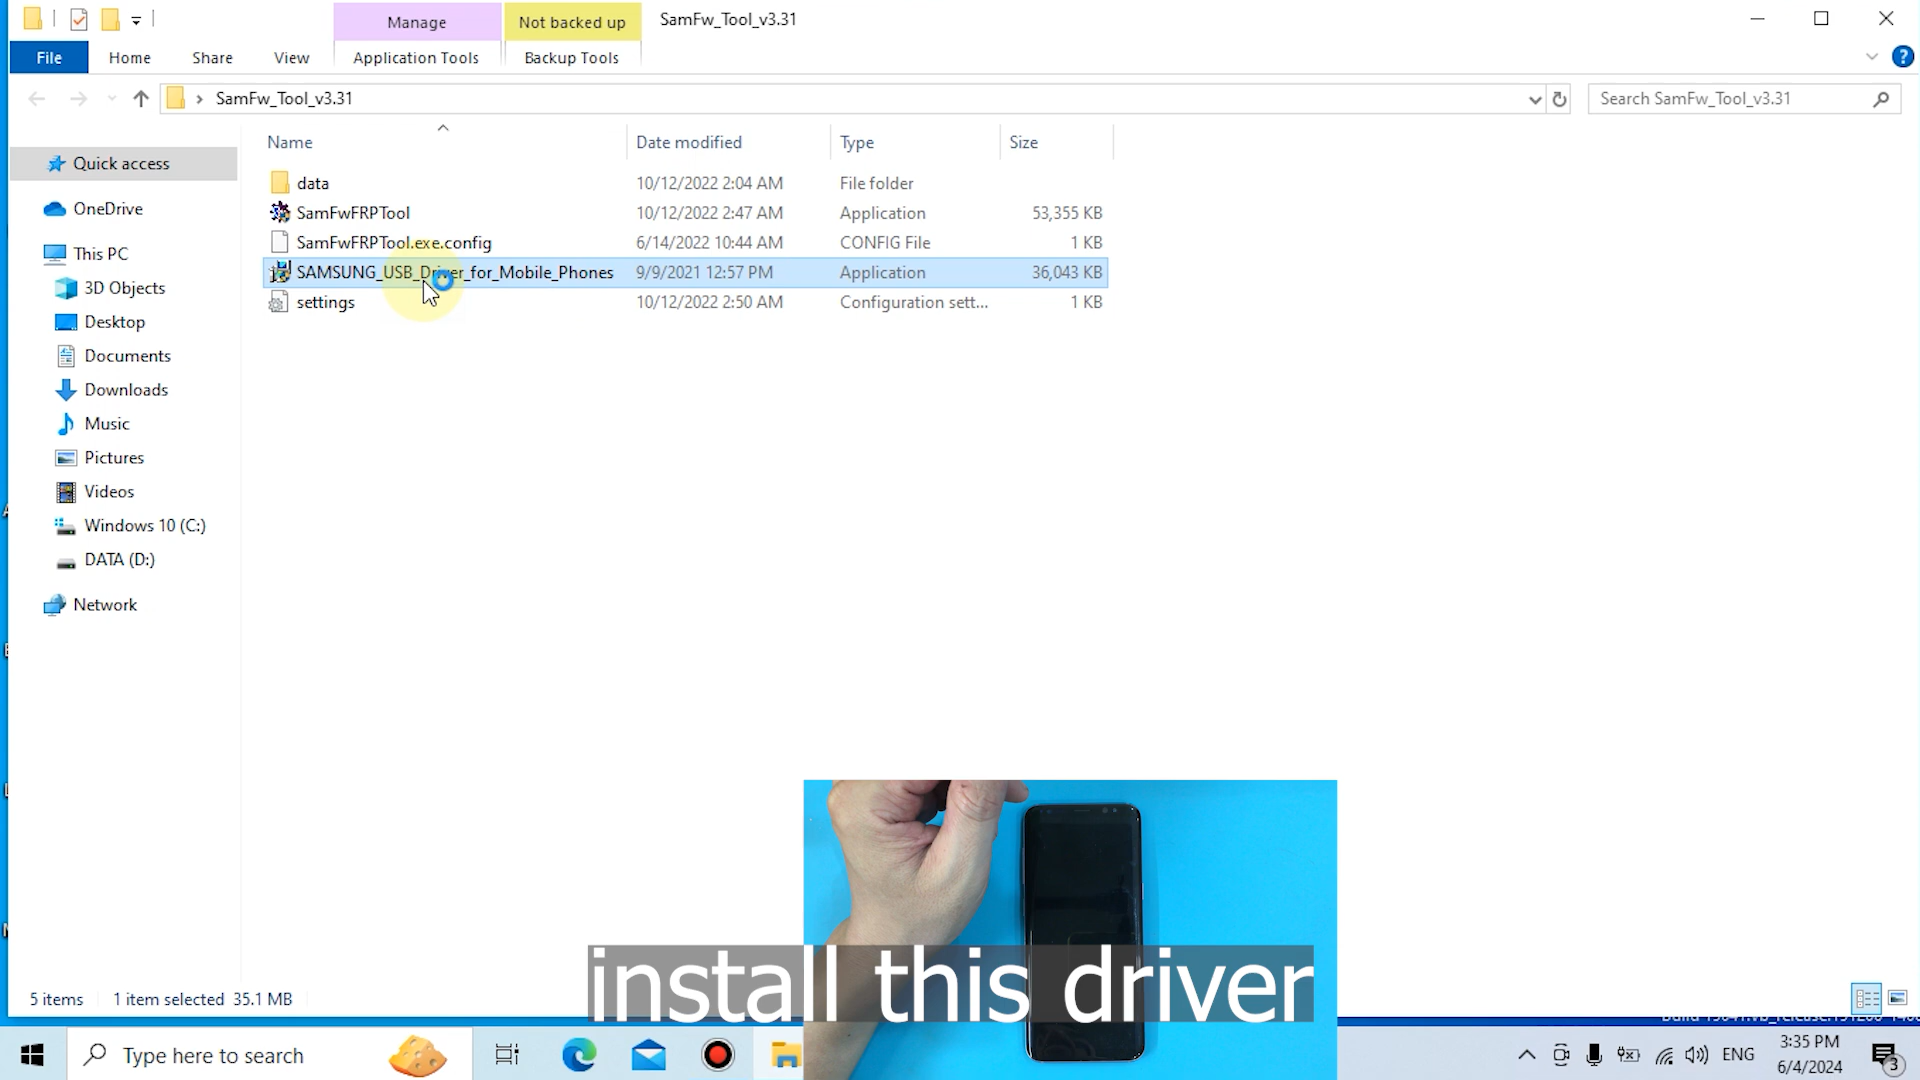 Manage
Not backed up
SamFw_Tool_v3.31
File
Home
Share
View
Application Tools
Backup Tools
SamFw_Tool_v3.31
Search SamFw_Tool_v3.31
Name
Date modified
Type
Size
Quick access
OneDrive
This PC
3D Objects
Desktop
Documents
Downloads
Music
Pictures
Videos
Windows 10 (C:)
DATA (D:)
Network
data 10/12/2022 2:04 AM File folder
SamFwFRPTool 10/12/2022 2:47 AM Application 53,355 KB
SamFwFRPTool.exe.config 6/14/2022 10:44 AM CONFIG File 1 KB
SAMSUNG_USB_Driver_for_Mobile_Phones 9/9/2021 12:57 PM Application 36,043 KB
settings 10/12/2022 2:50 AM Configuration sett... 1 KB
install this driver
5 items 1 item selected 35.1 MB
Type here to search
ENG
3:35 PM
6/4/2024
3